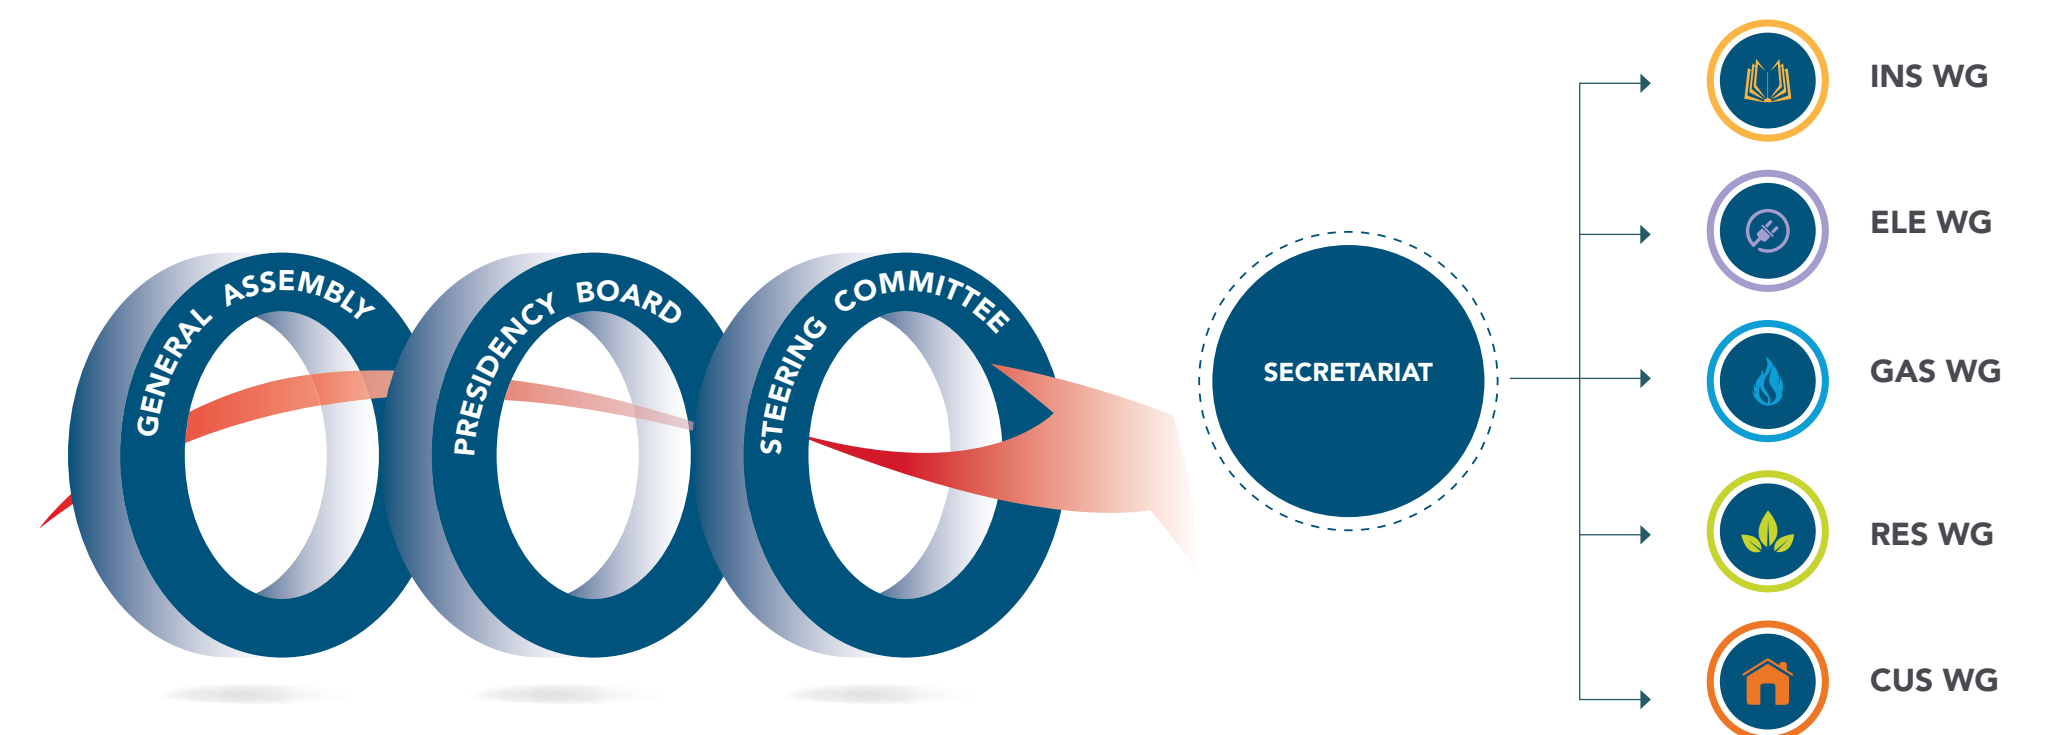 GENERAL ASSEMBLY
PRESIDENCY BOARD
STEERING COMMITTEE
SECRETARIAT
INS WG
ELE WG
GAS WG
RES WG
CUS WG